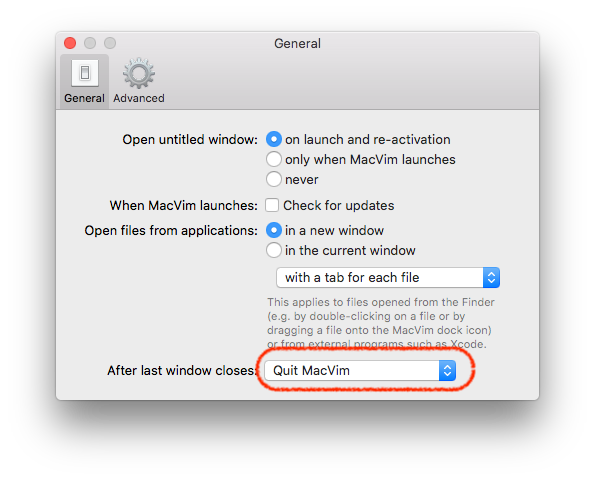 General
General Advanced
Open untitled window: on launch and re-activation
only when MacVim launches
never
When MacVim launches: Check for updates
Open files from applications: in a new window
in the current window
with a tab for each file
This applies to files opened from the Finder
(e.g. by double-clicking on a file or by
dragging a file onto the MacVim dock icon)
or from external programs such as Xcode.
After last window closes: Quit MacVim